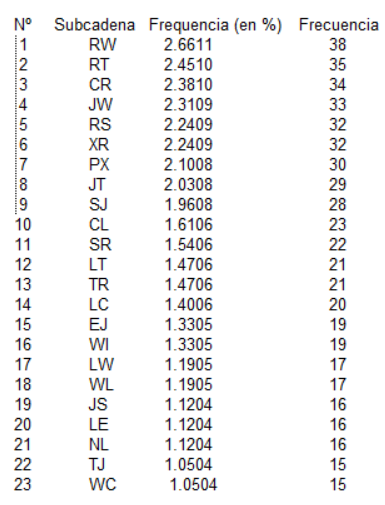 Nº Subcadena Frequencia (en %) Frecuencia
1 RW 2.6611 38
2 RT 2.4510 35
3 CR 2.3810 34
4 JW 2.3109 33
5 RS 2.2409 32
6 XR 2.2409 32
7 PX 2.1008 30
8 JT 2.0308 29
9 SJ 1.9608 28
10 CL 1.6106 23
11 SR 1.5406 22
12 LT 1.4706 21
13 TR 1.4706 21
14 LC 1.4006 20
15 EJ 1.3305 19
16 WI 1.3305 19
17 LW 1.1905 17
18 WL 1.1905 17
19 JS 1.1204 16
20 LE 1.1204 16
21 NL 1.1204 16
22 TJ 1.0504 15
23 WC 1.0504 15